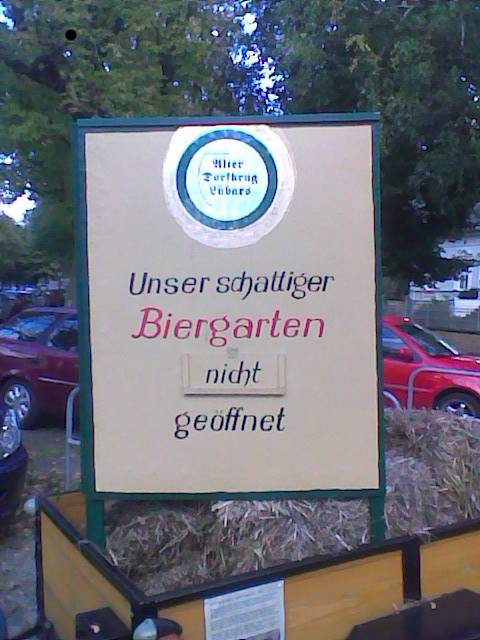 Alter
Dorfkrug
Lübars
Unser schattiger
Biergarten
nicht
geöffnet